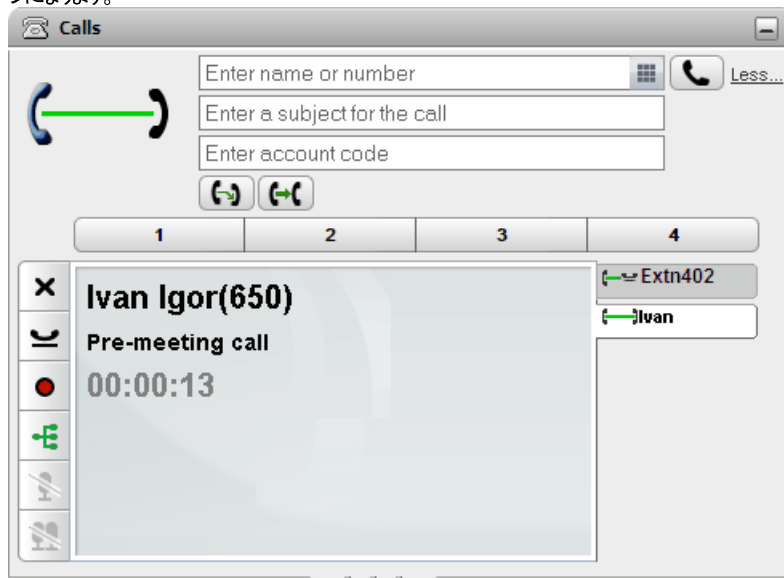 Calls
Enter name or number
Less...
Enter a subject for the call
Enter account code
1 2 3 4
Ivan Igor(650)
Extn402
Pre-meeting call
Ivan
00:00:13